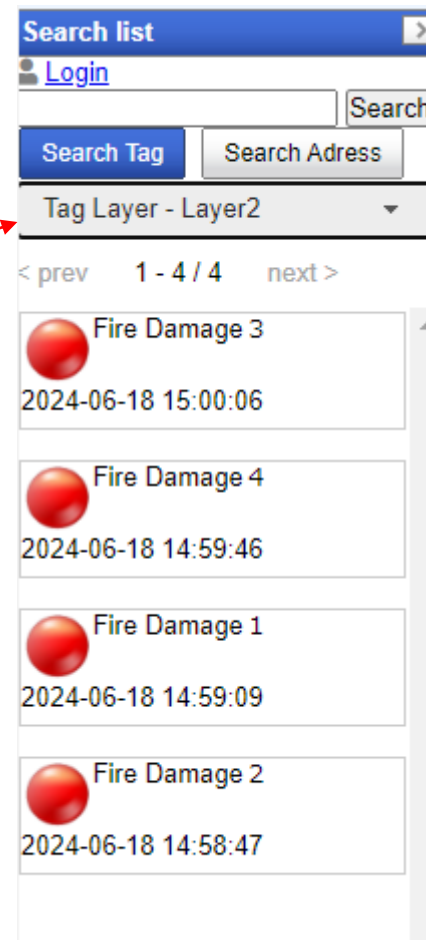 Search list
Login
Search
Search Tag Search Adress
Tag Layer - Layer2
< prev 1 - 4 / 4 next >
Fire Damage 3
2024-06-18 15:00:06
Fire Damage 4
2024-06-18 14:59:46
Fire Damage 1
2024-06-18 14:59:09
Fire Damage 2
2024-06-18 14:58:47